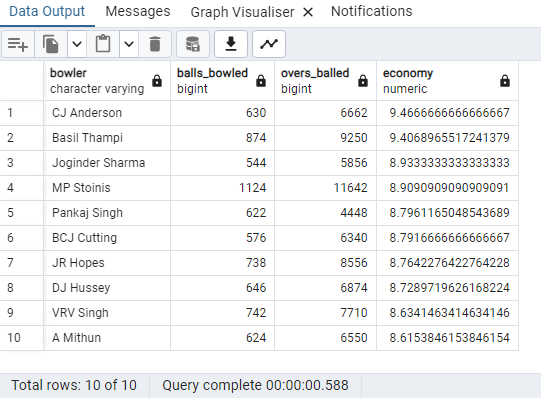 Data Output Messages Graph Visualiser × Notifications
bowler balls_bowled overs_balled economy
character varying bigint bigint numeric
1 CJ Anderson 630 6662 9.4666666666666667
2 Basil Thampi 874 9250 9.4068965517241379
3 Joginder Sharma 544 5856 8.9333333333333333
4 MP Stoinis 1124 11642 8.9090909090909091
5 Pankaj Singh 622 4448 8.7961165048543689
6 BCJ Cutting 576 6340 8.7916666666666667
7 JR Hopes 738 8556 8.7642276422764228
8 DJ Hussey 646 6874 8.7289719626168224
9 VRV Singh 742 7710 8.6341463414634146
10 A Mithun 624 6550 8.6153846153846154
Total rows: 10 of 10 Query complete 00:00:00.588